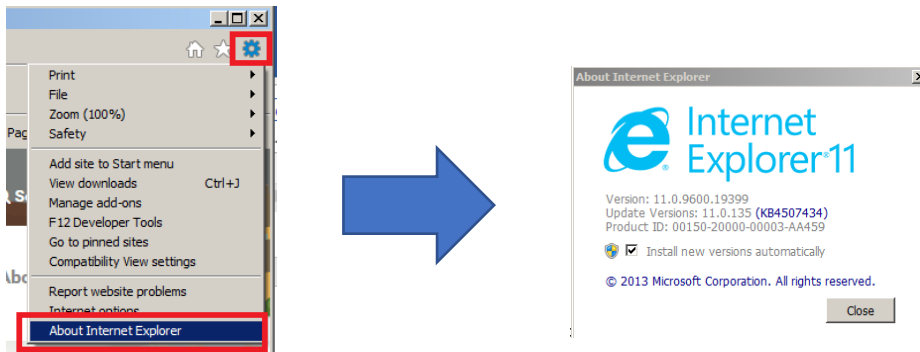 Print
File
Zoom (100%)
Safety
Add site to Start menu
View downloads Ctrl+J
Manage add-ons
F12 Developer Tools
Go to pinned sites
Compatibility View settings
Report website problems
Internet options
About Internet Explorer
Pag
About Internet Explorer
Internet
Explorer 11
Version: 11.0.9600.19399
Update Versions: 11.0.135 (KB4507434)
Product ID: 00150-20000-00003-AA459
Install new versions automatically
© 2013 Microsoft Corporation. All rights reserved.
Close